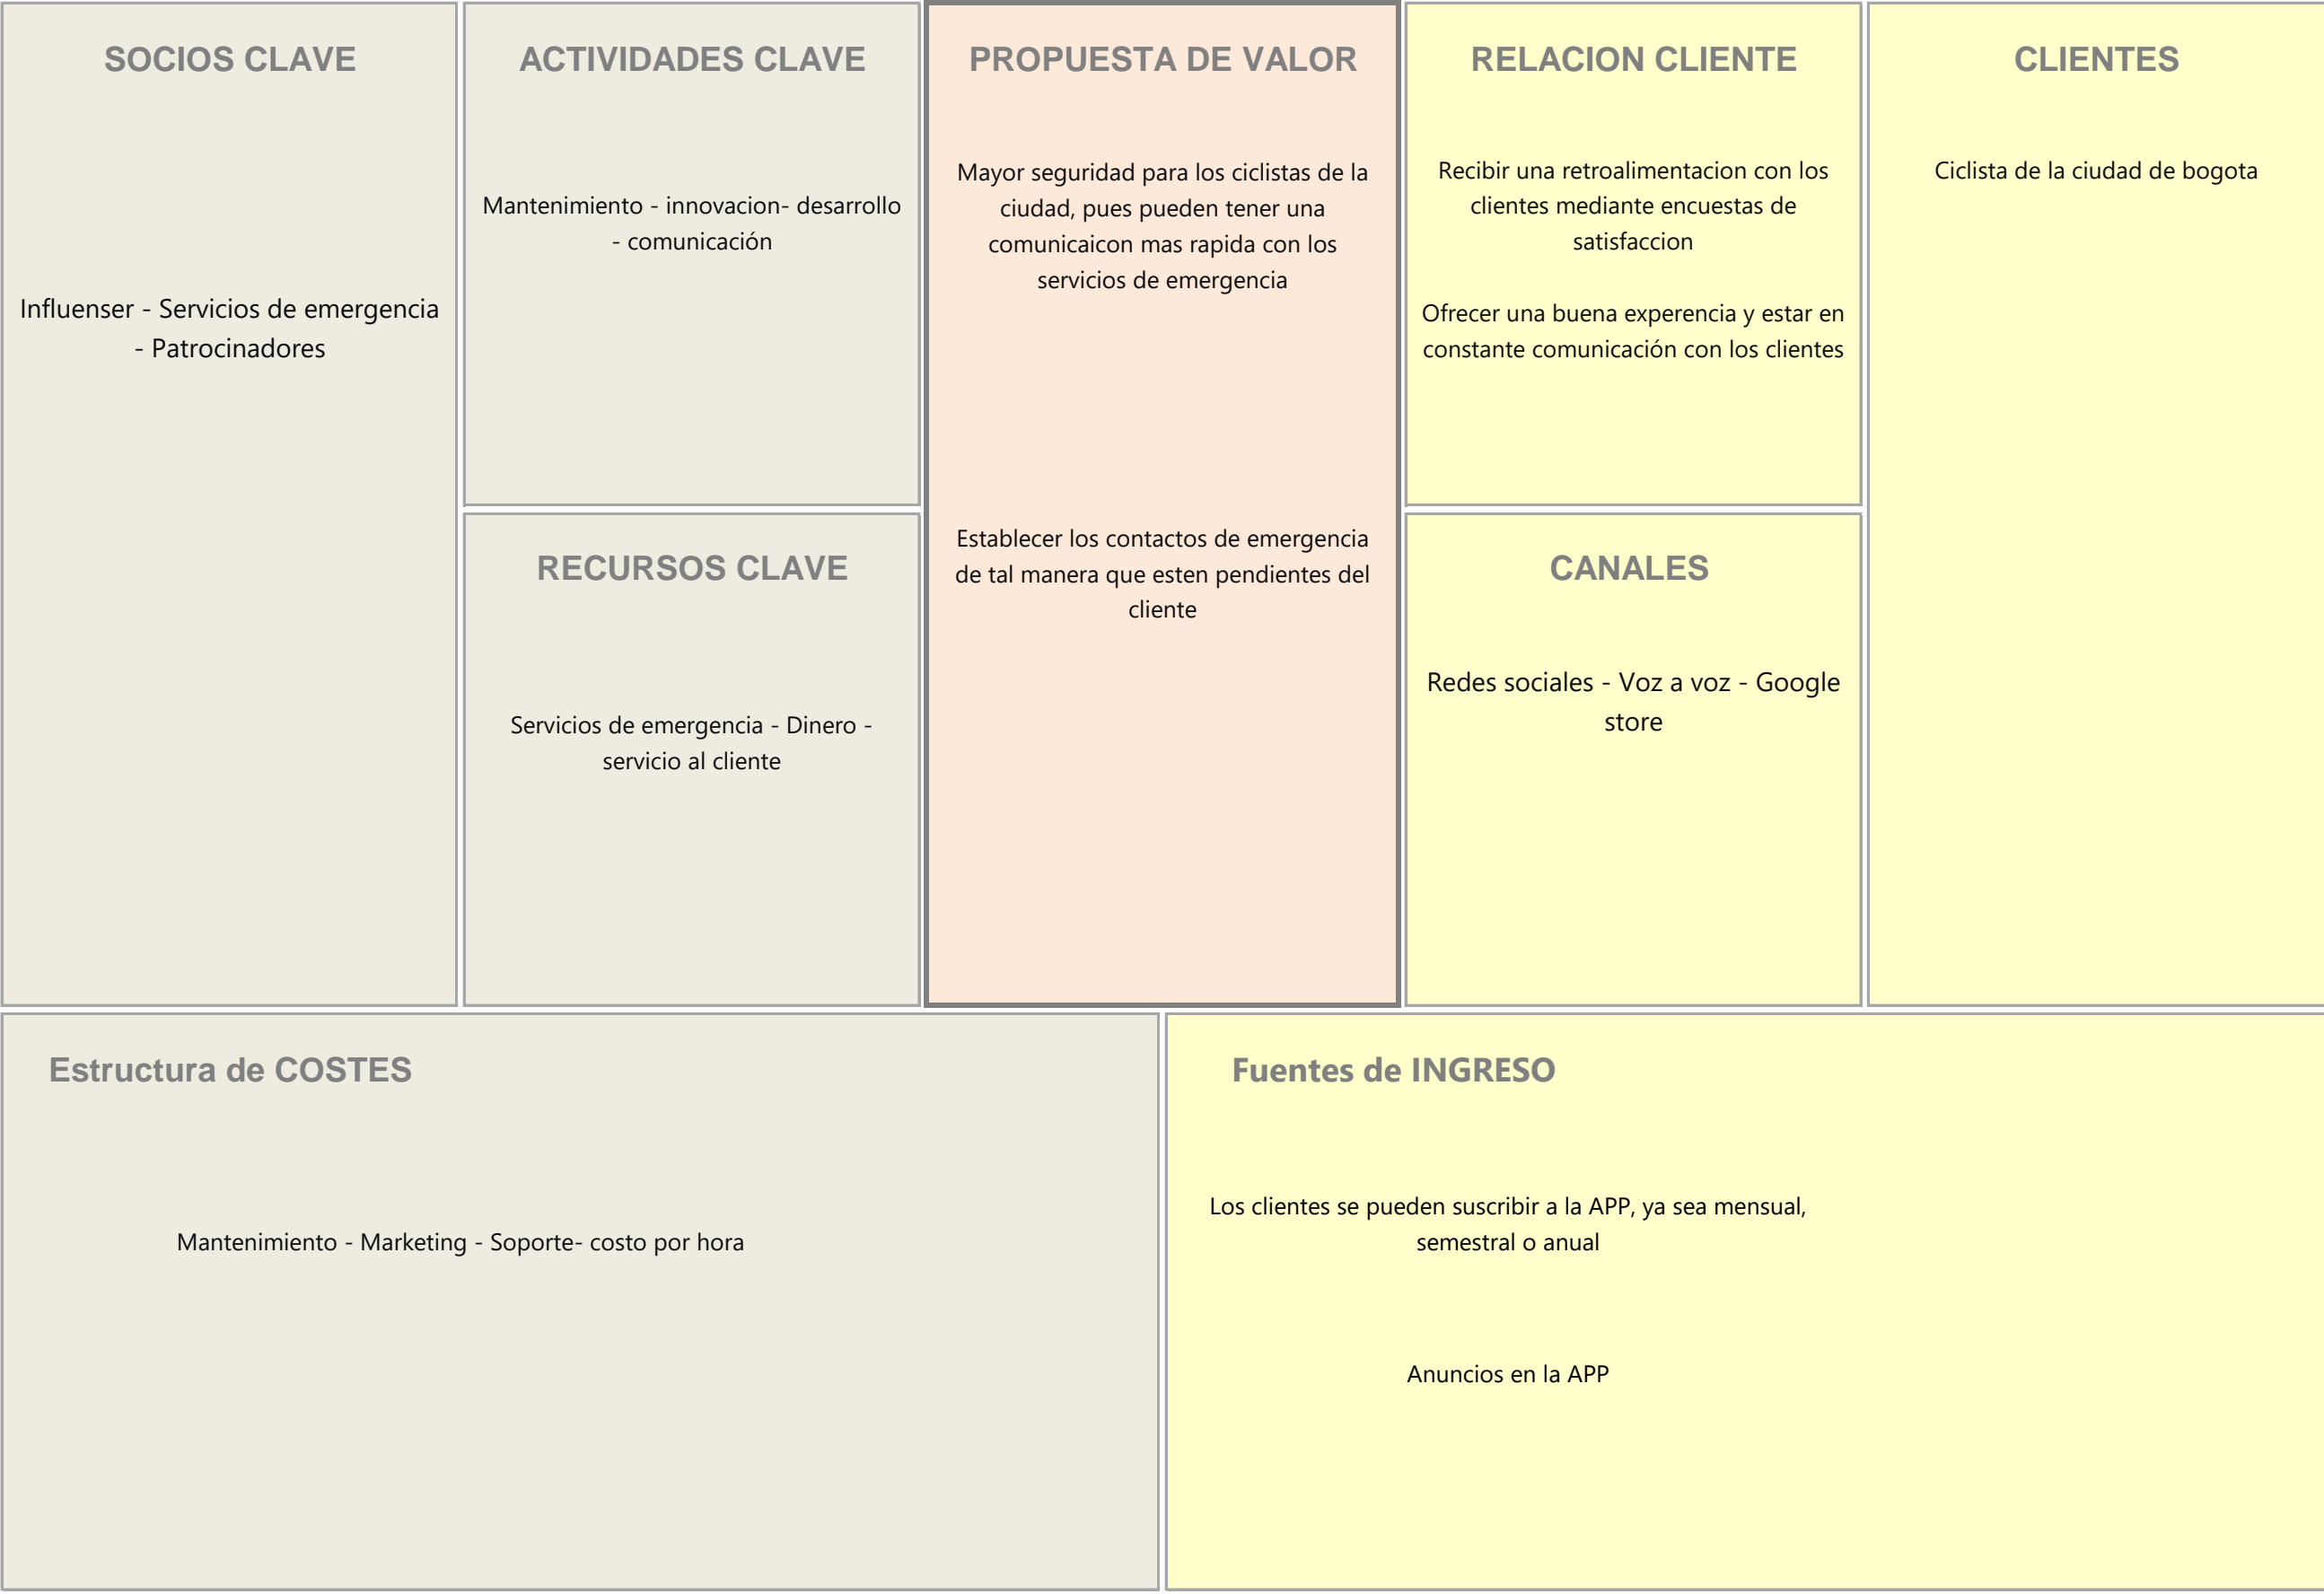 SOCIOS CLAVE
Influenser - Servicios de emergencia
- Patrocinadores
ACTIVIDADES CLAVE
Mantenimiento - innovacion- desarrollo
- comunicación
RECURSOS CLAVE
Servicios de emergencia - Dinero -
servicio al cliente
PROPUESTA DE VALOR
Mayor seguridad para los ciclistas de la
ciudad, pues pueden tener una
comunicaicon mas rapida con los
servicios de emergencia
Establecer los contactos de emergencia
de tal manera que esten pendientes del
cliente
RELACION CLIENTE
Recibir una retroalimentacion con los
clientes mediante encuestas de
satisfaccion
Ofrecer una buena experencia y estar en
constante comunicación con los clientes
CANALES
Redes sociales - Voz a voz - Google
store
CLIENTES
Ciclista de la ciudad de bogota
Estructura de COSTES
Mantenimiento - Marketing - Soporte- costo por hora
Fuentes de INGRESO
Los clientes se pueden suscribir a la APP, ya sea mensual,
semestral o anual
Anuncios en la APP